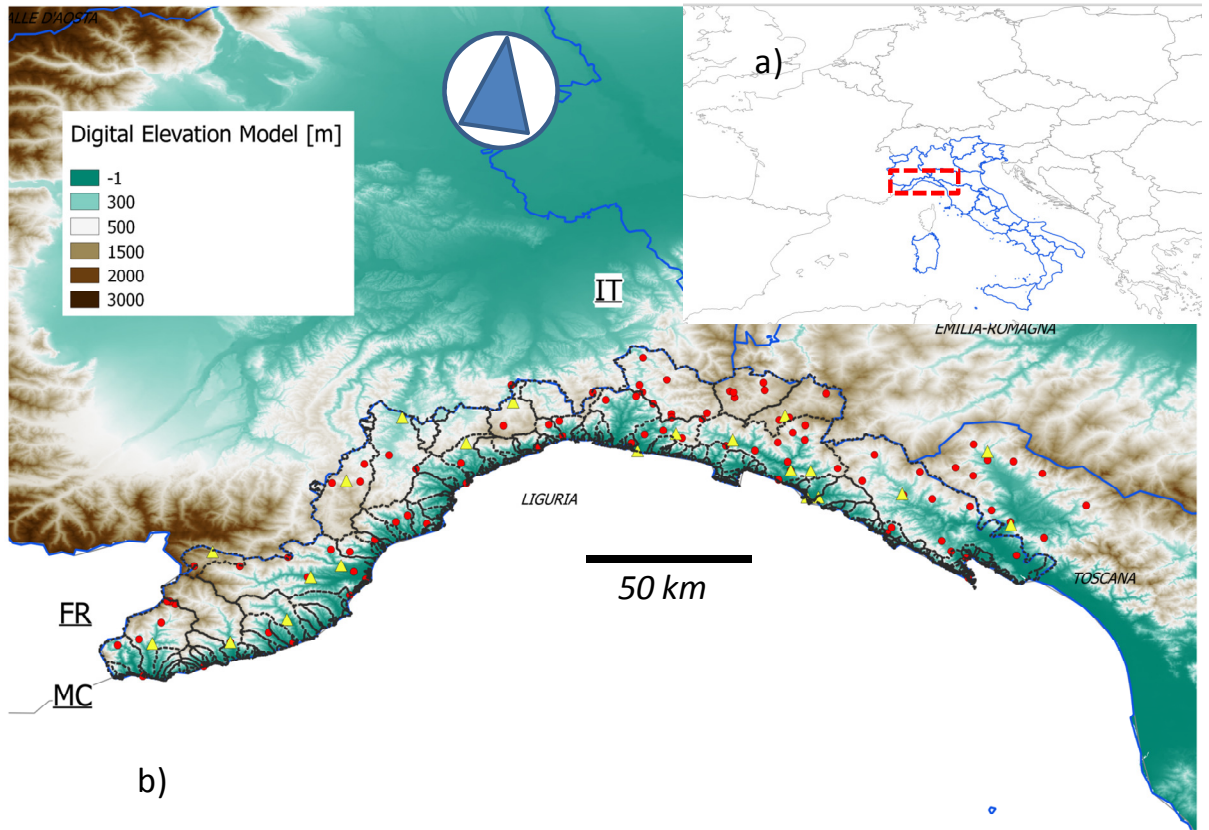 ALLE D'AOSTA
a)
Digital Elevation Model [m]
-1
300
500
1500
2000
3000
IT
EMILIA-ROMAGNA
LIGURIA
50 km
TOSCANA
FR
MC
b)